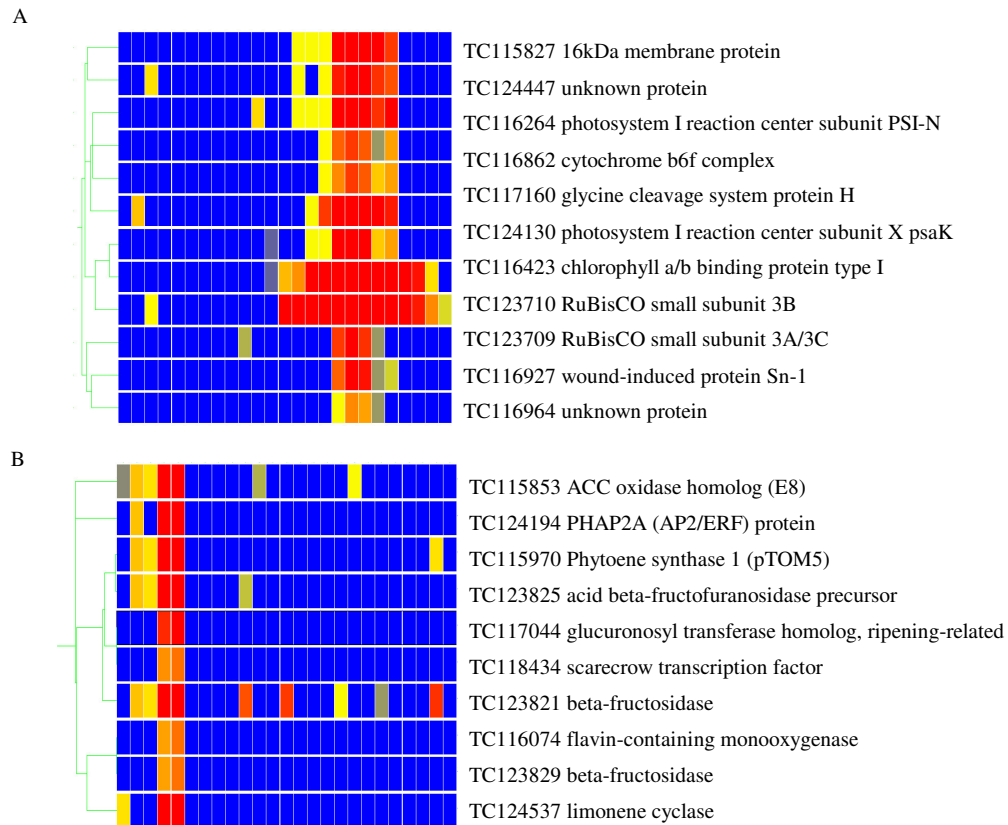 A
TC115827 16kDa membrane protein
TC124447 unknown protein
TC116264 photosystem I reaction center subunit PSI-N
TC116862 cytochrome b6f complex
TC117160 glycine cleavage system protein H
TC124130 photosystem I reaction center subunit X psaK
TC116423 chlorophyll a/b binding protein type I
TC123710 RuBisCO small subunit 3B
TC123709 RuBisCO small subunit 3A/3C
TC116927 wound-induced protein Sn-1
TC116964 unknown protein
B
TC115853 ACC oxidase homolog (E8)
TC124194 PHAP2A (AP2/ERF) protein
TC115970 Phytoene synthase 1 (pTOM5)
TC123825 acid beta-fructofuranosidase precursor
TC117044 glucuronosyl transferase homolog, ripening-related
TC118434 scarecrow transcription factor
TC123821 beta-fructosidase
TC116074 flavin-containing monooxygenase
TC123829 beta-fructosidase
TC124537 limonene cyclase